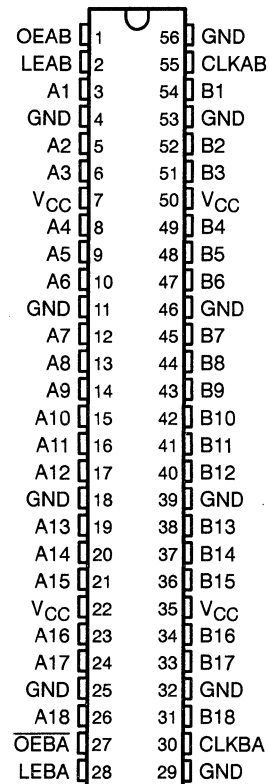 OEAB 1 56 GND
LEAB 2 55 CLKAB
A1 3 54 B1
GND 4 53 GND
A2 5 52 B2
A3 6 51 B3
VCC 7 50 VCC
A4 8 49 B4
A5 9 48 B5
A6 10 47 B6
GND 11 46 GND
A7 12 45 B7
A8 13 44 B8
A9 14 43 B9
A10 15 42 B10
A11 16 41 B11
A12 17 40 B12
GND 18 39 GND
A13 19 38 B13
A14 20 37 B14
A15 21 36 B15
VCC 22 35 VCC
A16 23 34 B16
A17 24 33 B17
GND 25 32 GND
A18 26 31 B18
O̅E̅B̅A̅ 27 30 CLKBA
LEBA 28 29 GND